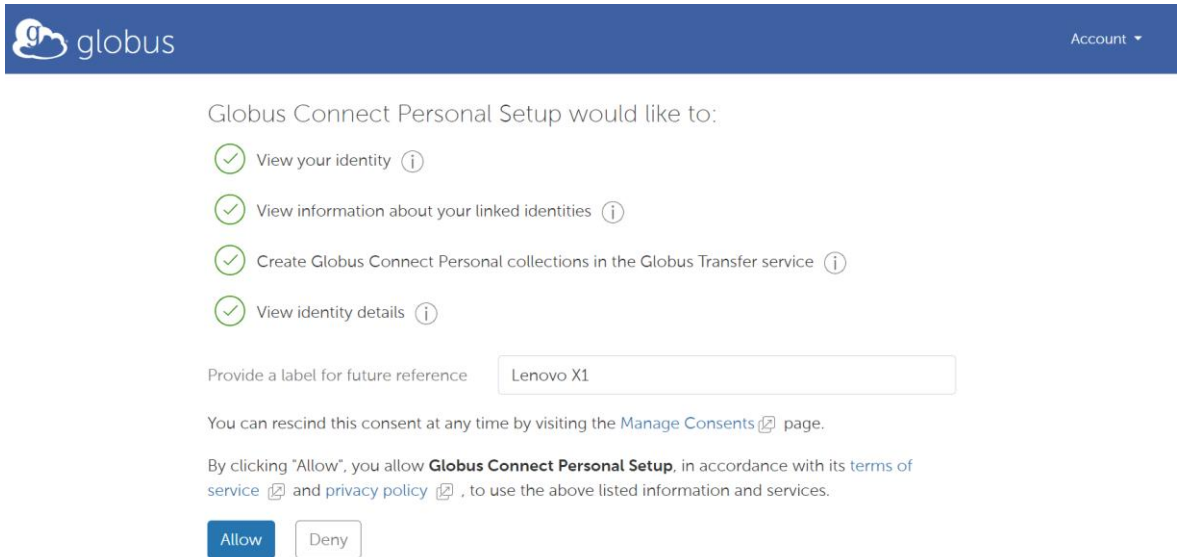 globus
Account
Globus Connect Personal Setup would like to:
View your identity
View information about your linked identities
Create Globus Connect Personal collections in the Globus Transfer service
View identity details
Provide a label for future reference Lenovo X1
You can rescind this consent at any time by visiting the Manage Consents page.
By clicking "Allow", you allow Globus Connect Personal Setup, in accordance with its terms of
service and privacy policy , to use the above listed information and services.
Allow Deny